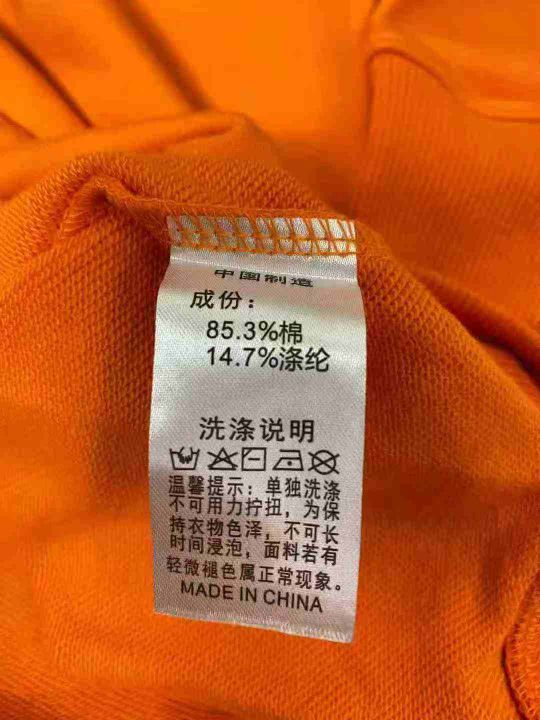 中国制造
成份：
85.3%棉
14.7%涤纶
洗涤说明
温馨提示：单独洗涤
不可用力拧扭，为保
持衣物色泽，不可长
时间浸泡，面料若有
轻微褪色属正常现象。
MADE IN CHINA